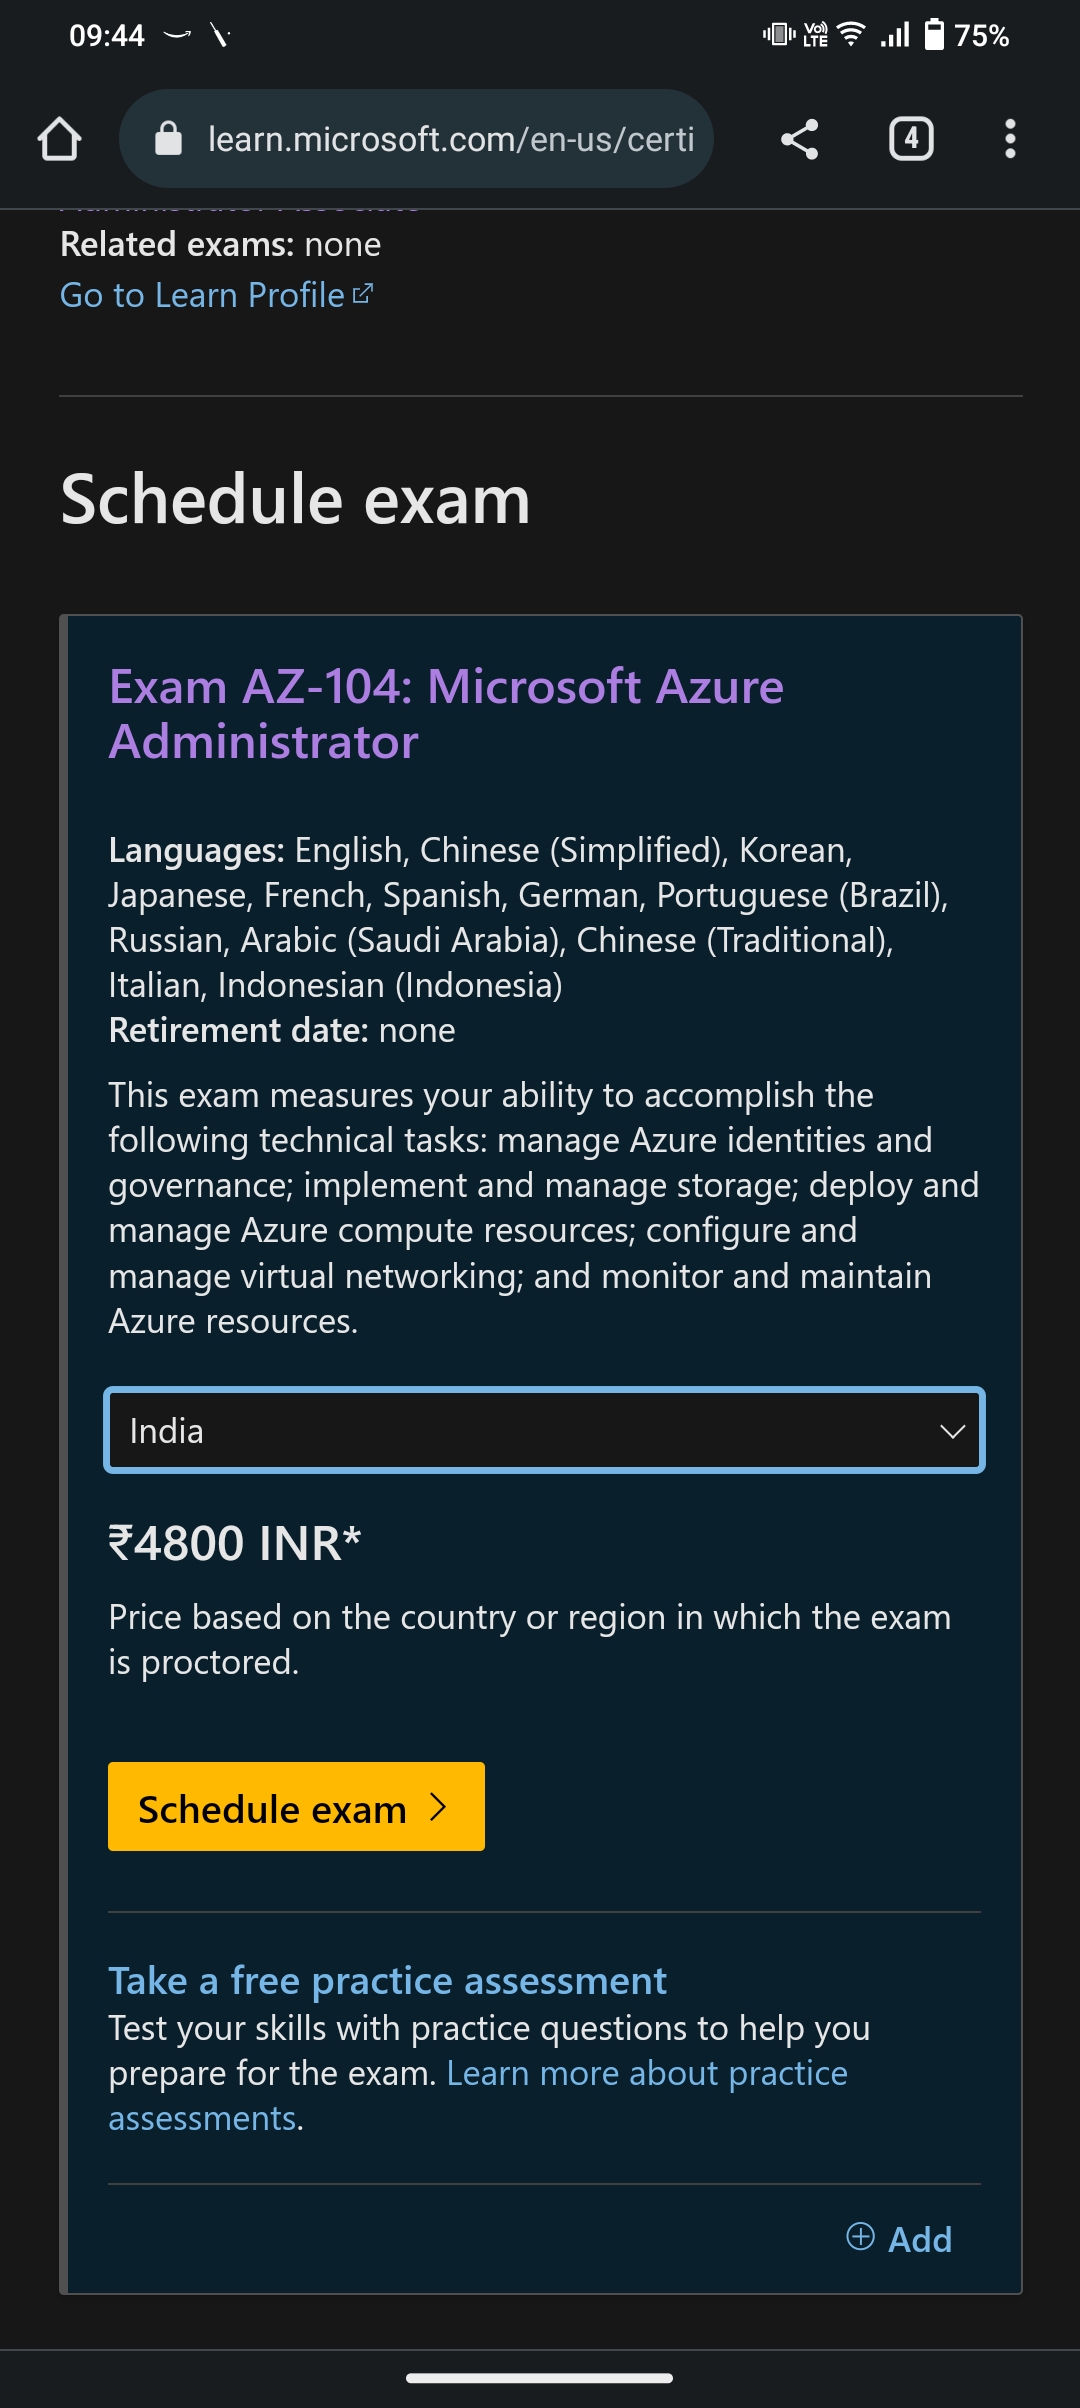 09:44
Vo)) LTE
75%
learn.microsoft.com/en-us/certi
4
Related exams: none
Go to Learn Profile
Schedule exam
Exam AZ-104: Microsoft Azure
Administrator
Languages: English, Chinese (Simplified), Korean,
Japanese, French, Spanish, German, Portuguese (Brazil),
Russian, Arabic (Saudi Arabia), Chinese (Traditional),
Italian, Indonesian (Indonesia)
Retirement date: none
This exam measures your ability to accomplish the
following technical tasks: manage Azure identities and
governance; implement and manage storage; deploy and
manage Azure compute resources; configure and
manage virtual networking; and monitor and maintain
Azure resources.
India
₹4800 INR*
Price based on the country or region in which the exam
is proctored.
Schedule exam
Take a free practice assessment
Test your skills with practice questions to help you
prepare for the exam. Learn more about practice
assessments.
Add